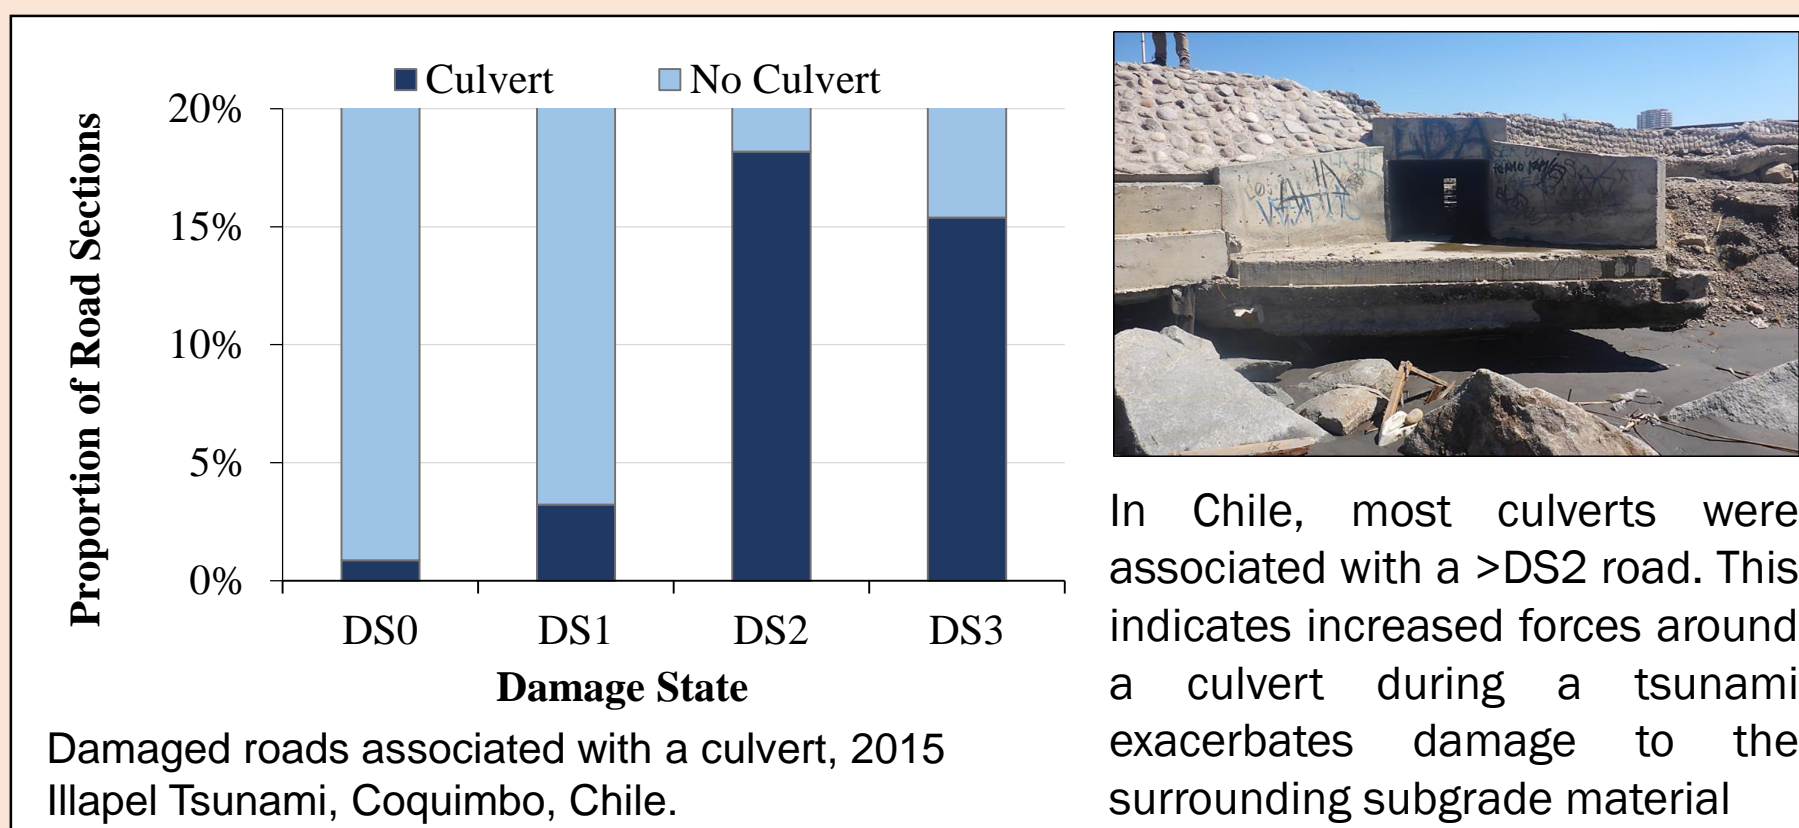 Culvert No Culvert
Proportion of Road Sections
20%
15%
10%
5%
0%
DS0 DS1 DS2 DS3
Damage State
Damaged roads associated with a culvert, 2015
Illapel Tsunami, Coquimbo, Chile.
In Chile, most culverts were
associated with a >DS2 road. This
indicates increased forces around
a culvert during a tsunami
exacerbates damage to the
surrounding subgrade material